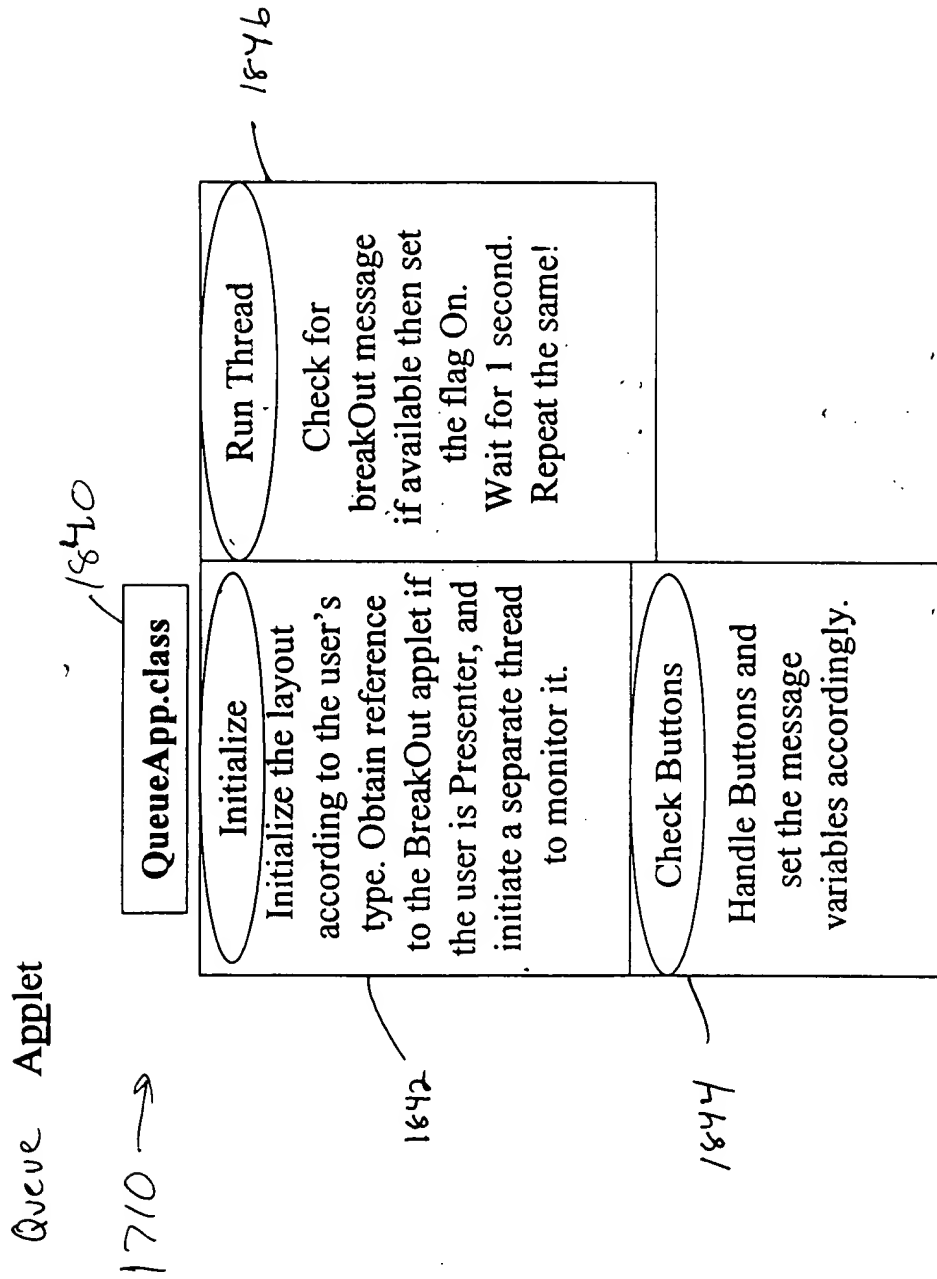 Queue Applet
1710
1840
QueueApp.class
Initialize
Initialize the layout
according to the user's
type. Obtain reference
to the BreakOut applet if
the user is Presenter, and
initiate a separate thread
to monitor it.
1842
Check Buttons
Handle Buttons and
set the message
variables accordingly.
1844
Run Thread
Check for
breakOut message
if available then set
the flag On.
Wait for 1 second.
Repeat the same!
1846